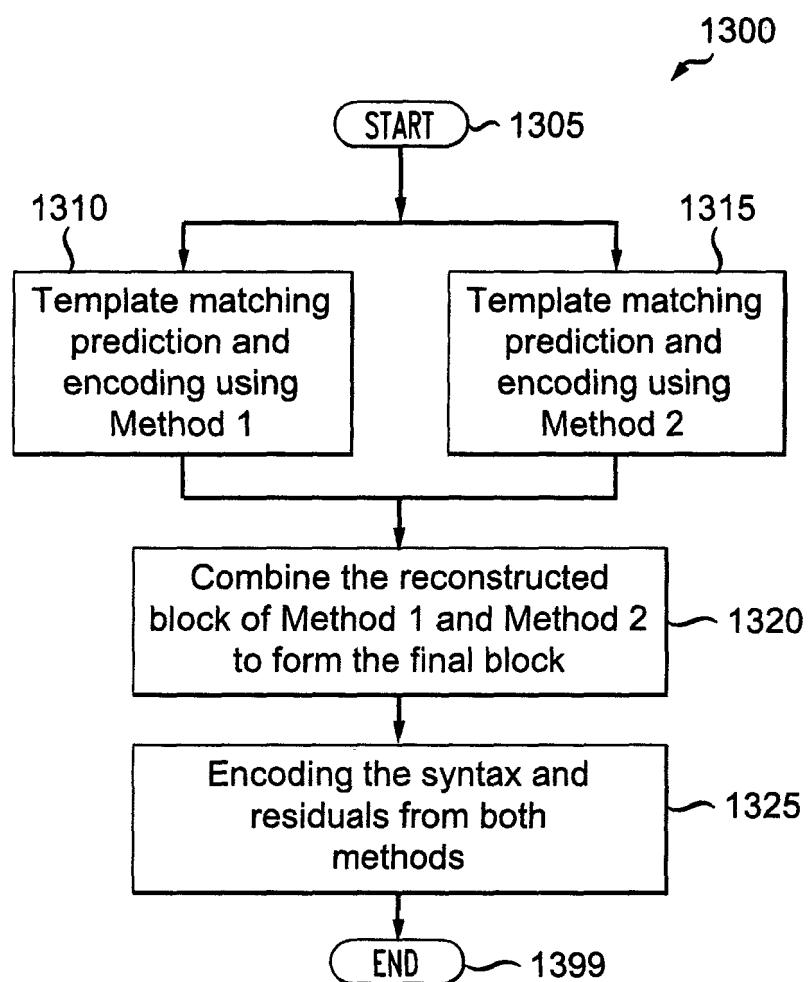 1300
START
1305
1310
1315
Template matching
prediction and
encoding using
Method 1
Template matching
prediction and
encoding using
Method 2
Combine the reconstructed
block of Method 1 and Method 2
to form the final block
1320
Encoding the syntax and
residuals from both
methods
1325
END
1399